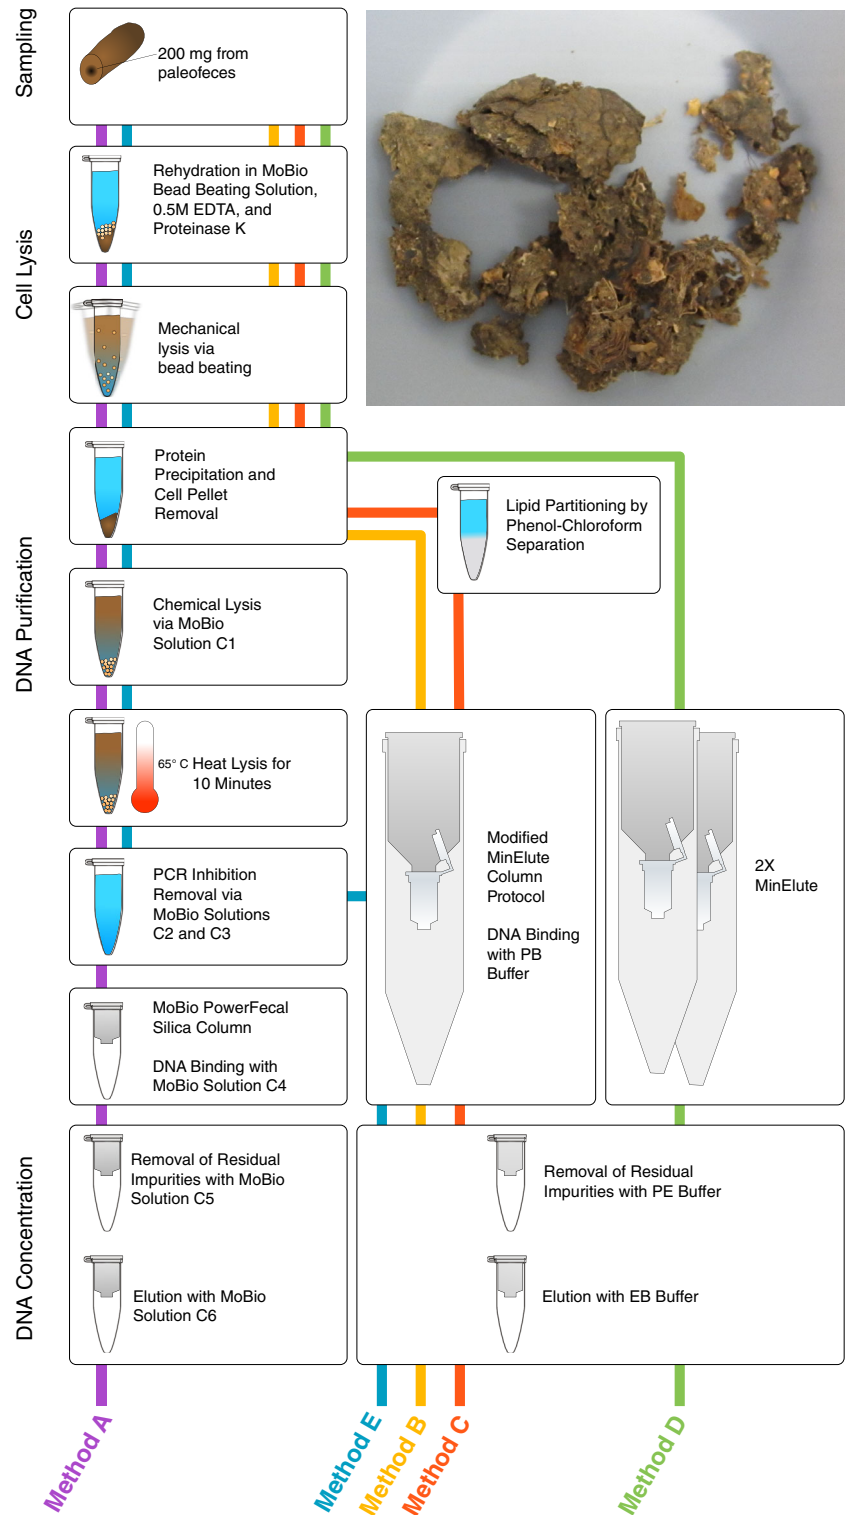 Sampling
200 mg from
paleofeces
Cell Lysis
Rehydration in MoBio
Bead Beating Solution,
0.5M EDTA, and
Proteinase K
Mechanical
lysis via
bead beating
DNA Purification
Protein
Precipitation and
Cell Pellet
Removal
Lipid Partitioning by
Phenol-Chloroform
Separation
Chemical Lysis
via MoBio
Solution C1
65° C Heat Lysis for
10 Minutes
PCR Inhibition
Removal via
MoBio Solutions
C2 and C3
Modified
MinElute
Column
Protocol
DNA Binding
with PB
Buffer
2X
MinElute
MoBio PowerFecal
Silica Column
DNA Binding with
MoBio Solution C4
DNA Concentration
Removal of Residual
Impurities with MoBio
Solution C5
Elution with MoBio
Solution C6
Removal of Residual
Impurities with PE Buffer
Elution with EB Buffer
Method A
Method E
Method B
Method C
Method D